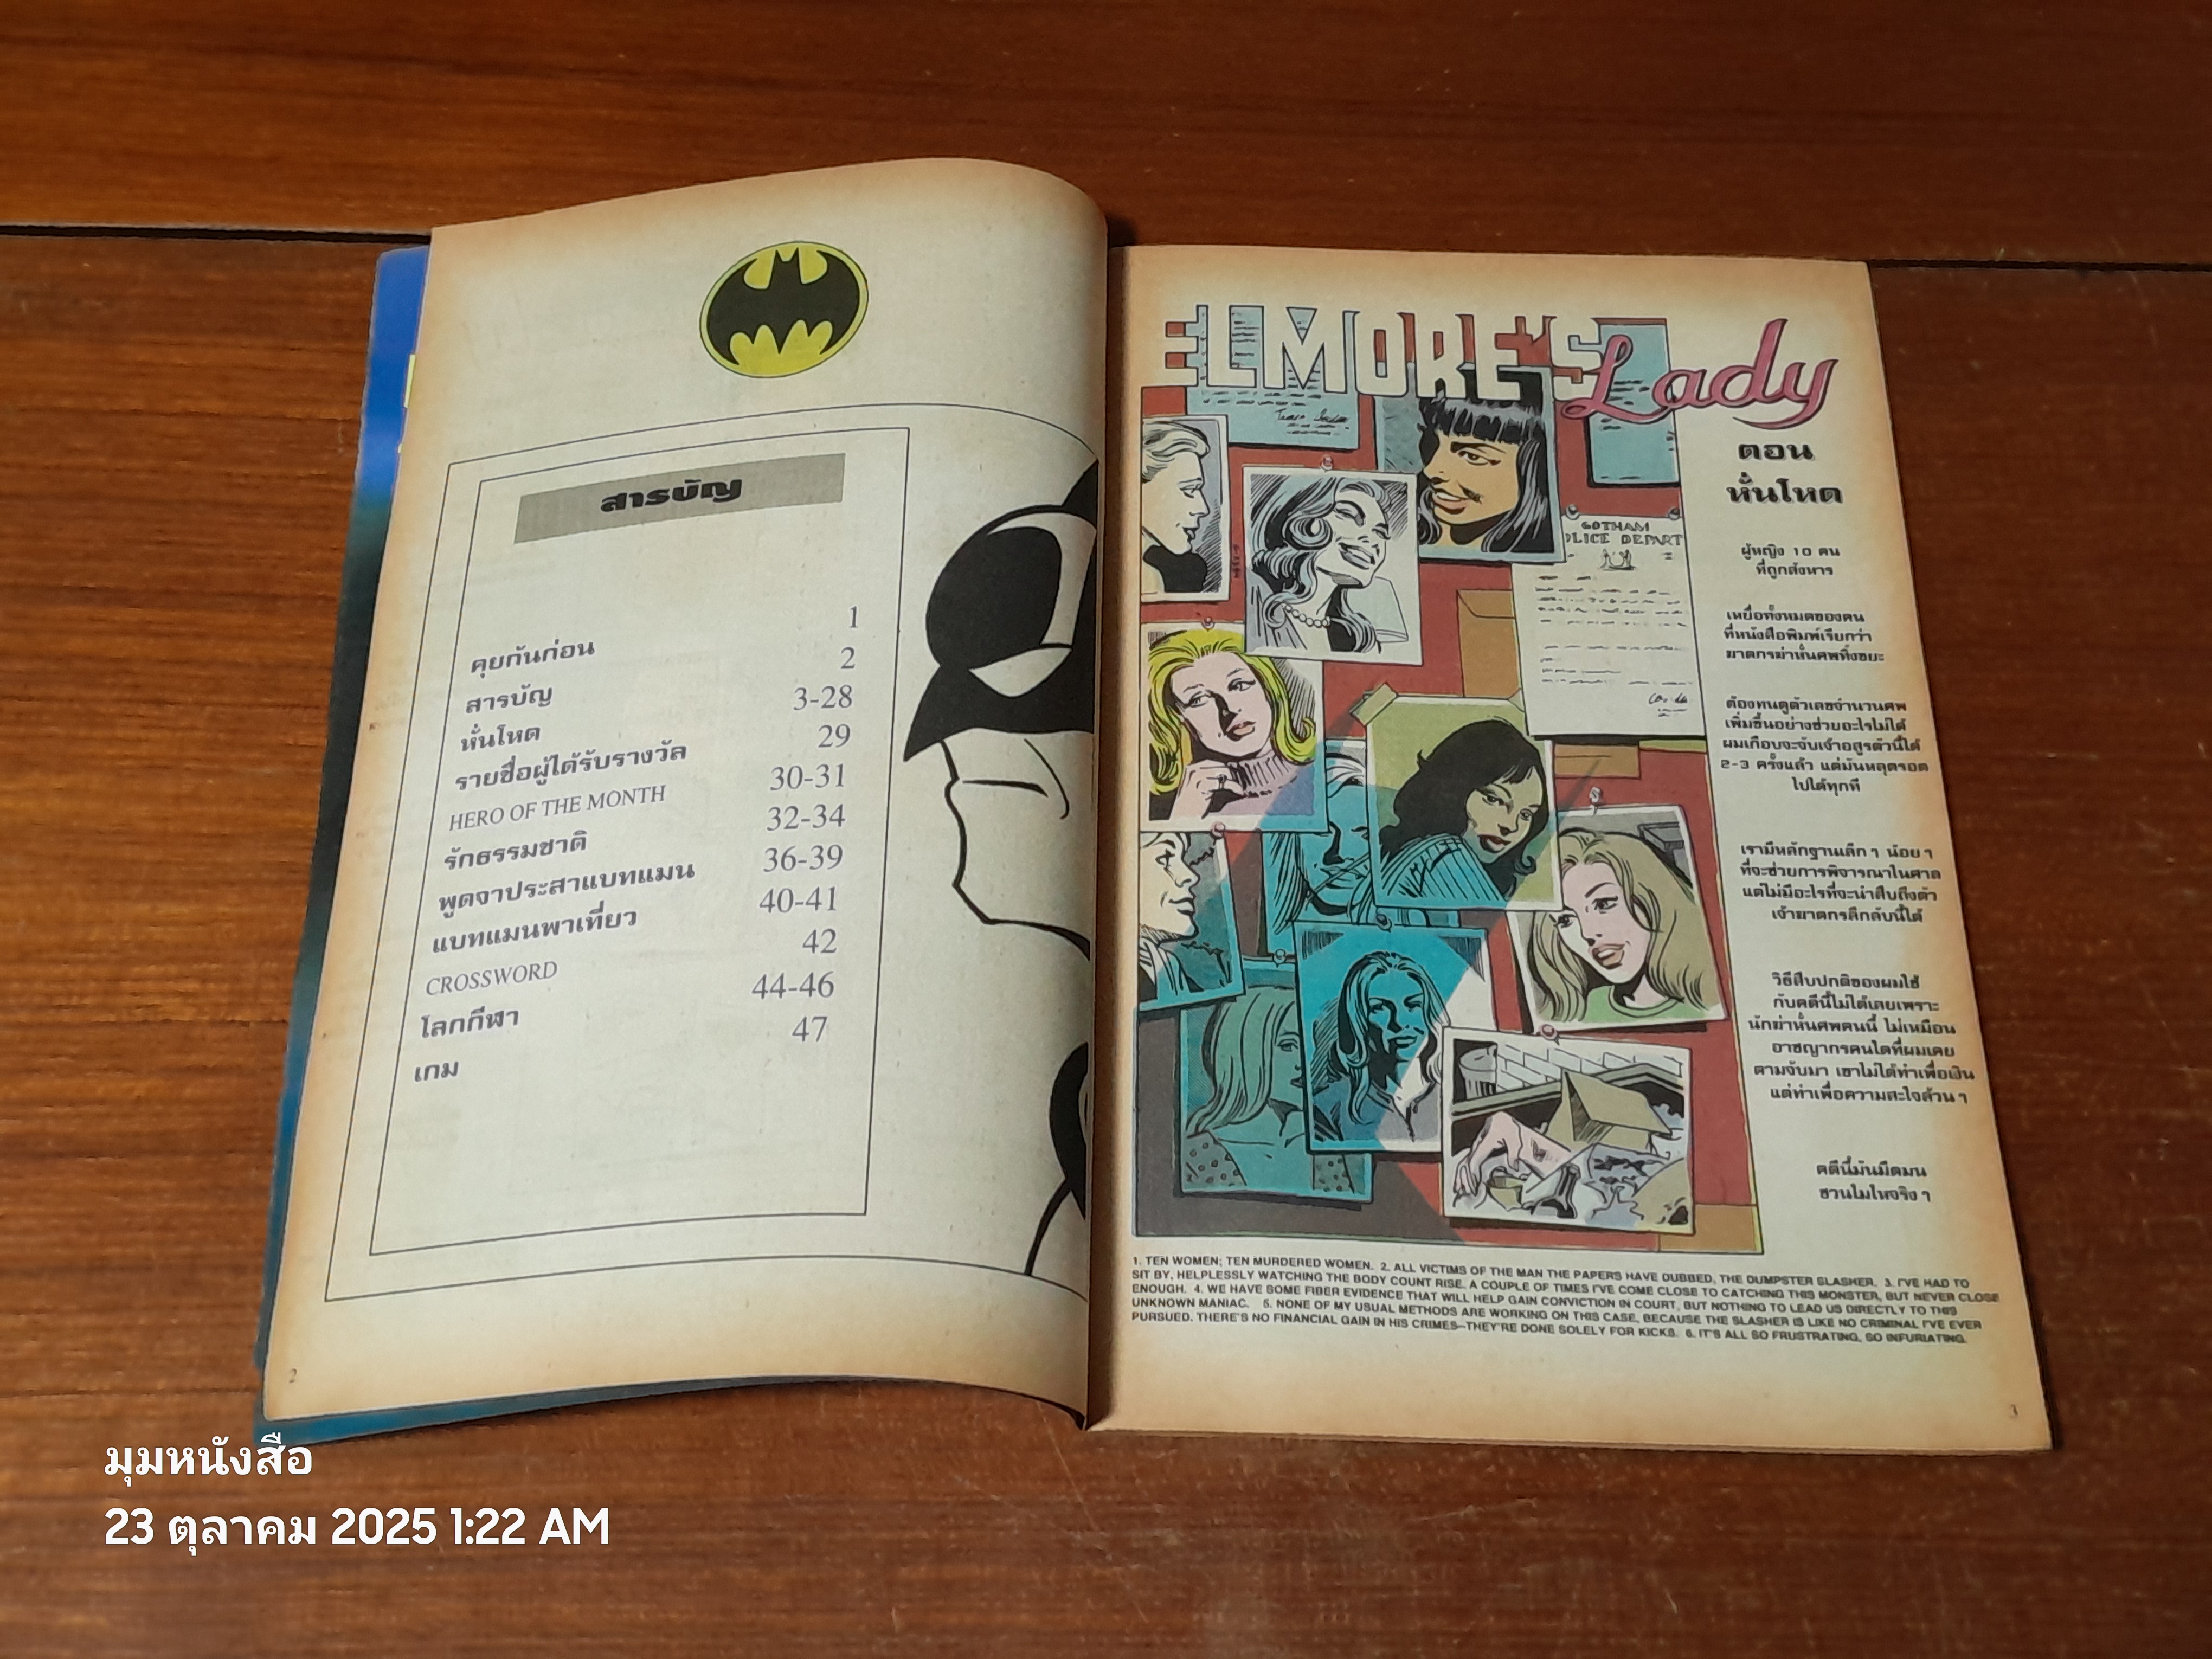 สารบัญ
1
คุยกันก่อน 2
สารบัญ 3-28
หั่นโหด 29
รายชื่อผู้ได้รับรางวัล 30-31
HERO OF THE MONTH 32-34
รักธรรมชาติ 36-39
พูดจาประสาแบทแมน 40-41
แบทแมนพาเที่ยว 42
CROSSWORD 44-46
โลกกีฬา 47
เกม
2
ELMORE'S Lady
ตอน
หั่นโหด
GOTHAM
OLICE DEPART
ผู้หญิง 10 คน
ที่ถูกสังหาร
เหยื่อทั้งหมดของคน
ที่หนังสือพิมพ์เรียกว่า
ฆาตกรฆ่าหั่นศพทิ้งขยะ
ต้องทนดูตัวเลขจำนวนศพ
เพิ่มขึ้นอย่างช่วยอะไรไม่ได้
ผมเกือบจะจับเจ้าอสูรตัวนี้ได้
2-3 ครั้งแล้ว แต่มันหลุดรอด
ไปได้ทุกที
เรามีหลักฐานเล็ก ๆ น้อย ๆ
ที่จะช่วยการพิจารณาในศาล
แต่ไม่มีอะไรที่จะนำสืบถึงตัว
เจ้าฆาตกรลึกลับนี้ได้
วิธีสืบปกติของผมใช้
กับคดีนี้ไม่ได้เลยเพราะ
นักฆ่าหั่นศพคนนี้ ไม่เหมือน
อาชญากรคนใดที่ผมเคย
ตามจับมา เขาไม่ได้ทำเพื่อเงิน
แต่ทำเพื่อความสะใจล้วน ๆ
คดีนี้มันมืดมน
ชวนโมโหจริง ๆ
1. TEN WOMEN; TEN MURDERED WOMEN. 2. ALL VICTIMS OF THE MAN THE PAPERS HAVE DUBBED, THE DUMPSTER SLASHER. 3. I'VE HAD TO
SIT BY, HELPLESSLY WATCHING THE BODY COUNT RISE. A COUPLE OF TIMES I'VE COME CLOSE TO CATCHING THIS MONSTER, BUT NEVER CLOSE
ENOUGH. 4. WE HAVE SOME FIBER EVIDENCE THAT WILL HELP GAIN CONVICTION IN COURT, BUT NOTHING TO LEAD US DIRECTLY TO THIS
UNKNOWN MANIAC. 5. NONE OF MY USUAL METHODS ARE WORKING ON THIS CASE, BECAUSE THE SLASHER IS LIKE NO CRIMINAL I'VE EVER
PURSUED. THERE'S NO FINANCIAL GAIN IN HIS CRIMES—THEY'RE DONE SOLELY FOR KICKS. 6. IT'S ALL SO FRUSTRATING, SO INFURIATING.
3
มุมหนังสือ
23 ตุลาคม 2025 1:22 AM